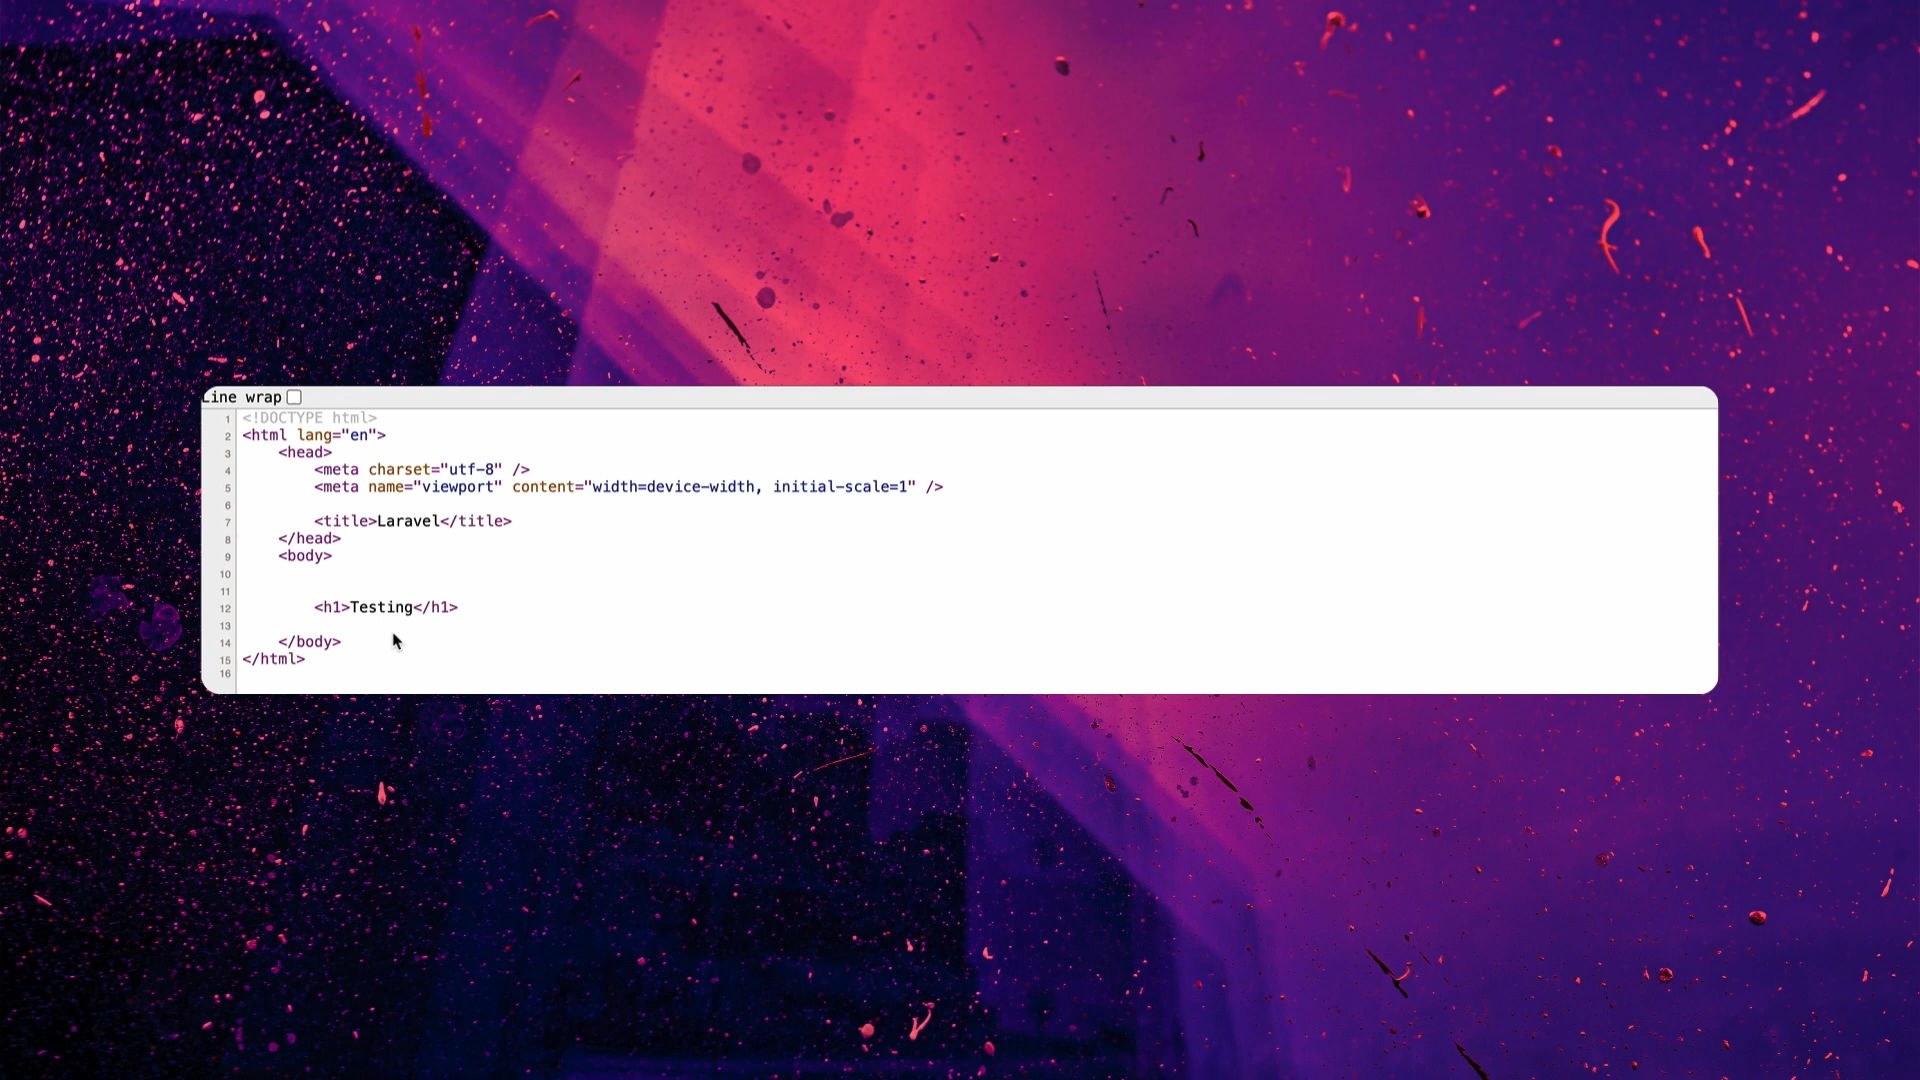 Line wrap
1 <!DOCTYPE html>
2 <html lang="en">
3     <head>
4         <meta charset="utf-8" />
5         <meta name="viewport" content="width=device-width, initial-scale=1" />
6
7         <title>Laravel</title>
8     </head>
9     <body>
10
11
12         <h1>Testing</h1>
13
14     </body>
15 </html>
16